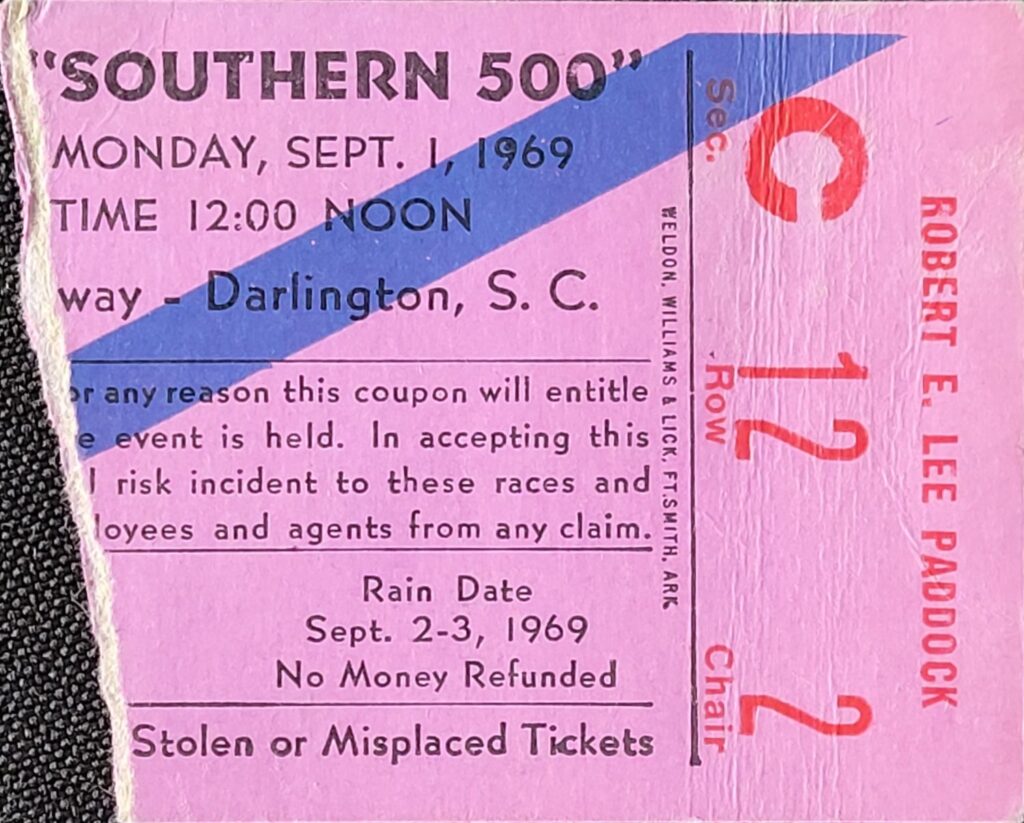 "SOUTHERN 500"
MONDAY, SEPT. 1, 1969
TIME 12:00 NOON
way - Darlington, S. C.
or any reason this coupon will entitle
e event is held. In accepting this
l risk incident to these races and
loyees and agents from any claim.
Rain Date
Sept. 2-3, 1969
No Money Refunded
Stolen or Misplaced Tickets
WELDON, WILLIAMS & LICK, FT.SMITH, ARK
Sec. Row Chair
C 12 2
ROBERT E. LEE PADDOCK